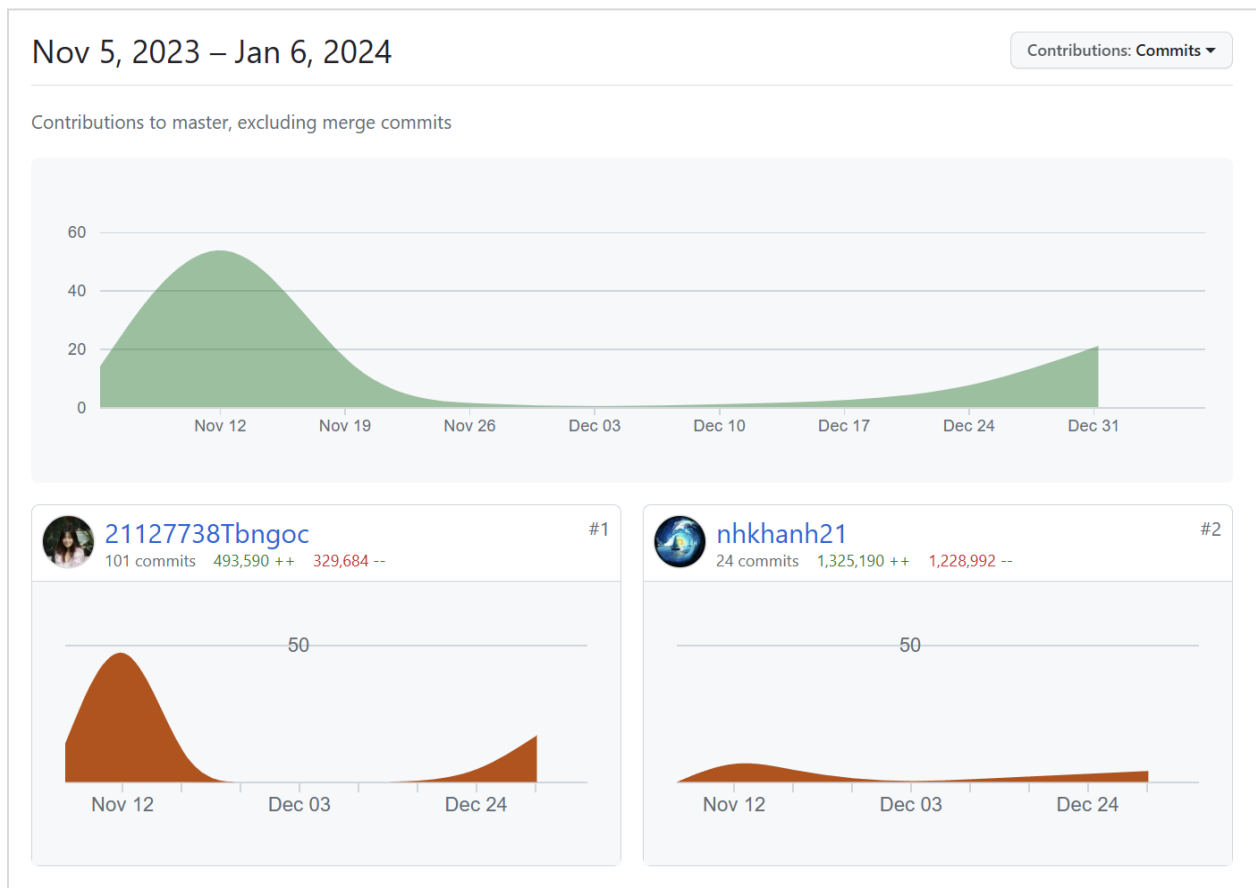 Nov 5, 2023 – Jan 6, 2024
Contributions: Commits
Contributions to master, excluding merge commits
60
40
20
0
Nov 12 Nov 19 Nov 26 Dec 03 Dec 10 Dec 17 Dec 24 Dec 31
21127738Tbngoc
#1
101 commits 493,590 ++ 329,684 --
50
Nov 12 Dec 03 Dec 24
nhkhanh21
#2
24 commits 1,325,190 ++ 1,228,992 --
50
Nov 12 Dec 03 Dec 24